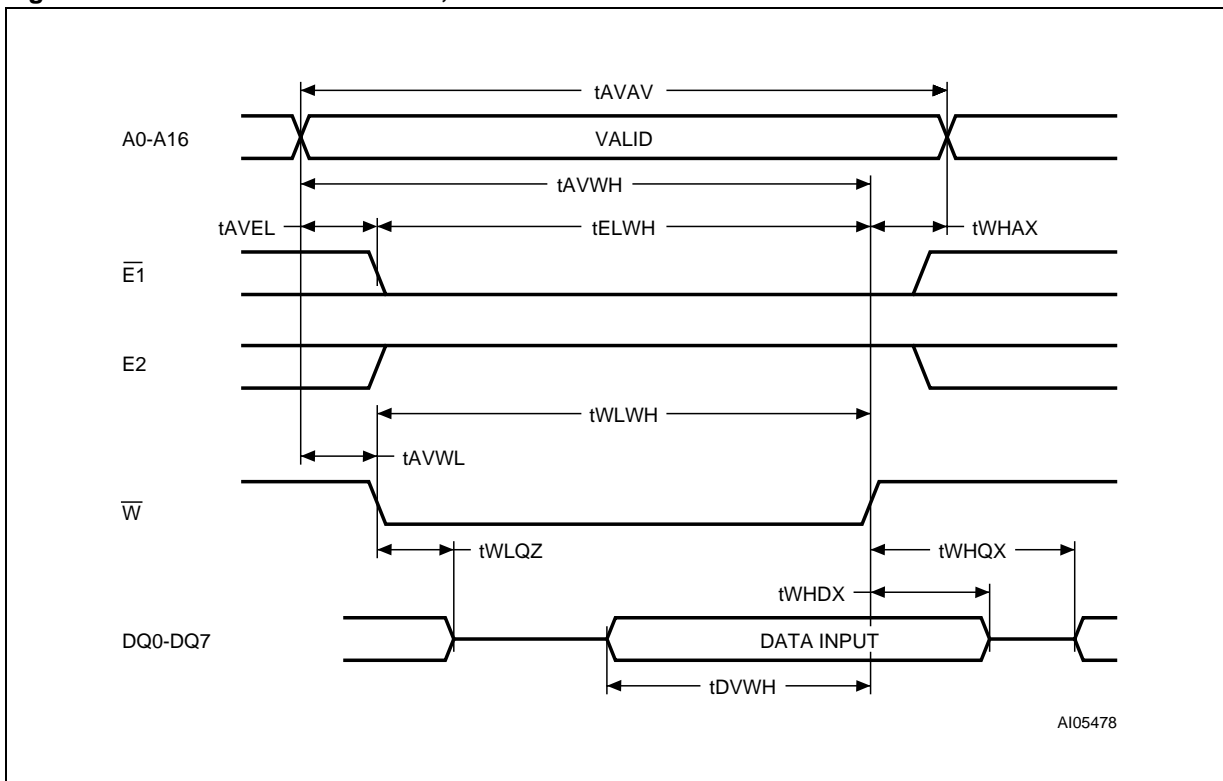 tAVAV
A0-A16
VALID
tAVWH
tAVEL
tELWH
tWHAX
E1
E2
tWLWH
tAVWL
W
tWLQZ
tWHQX
tWHDX
DQ0-DQ7
DATA INPUT
tDVWH
AI05478